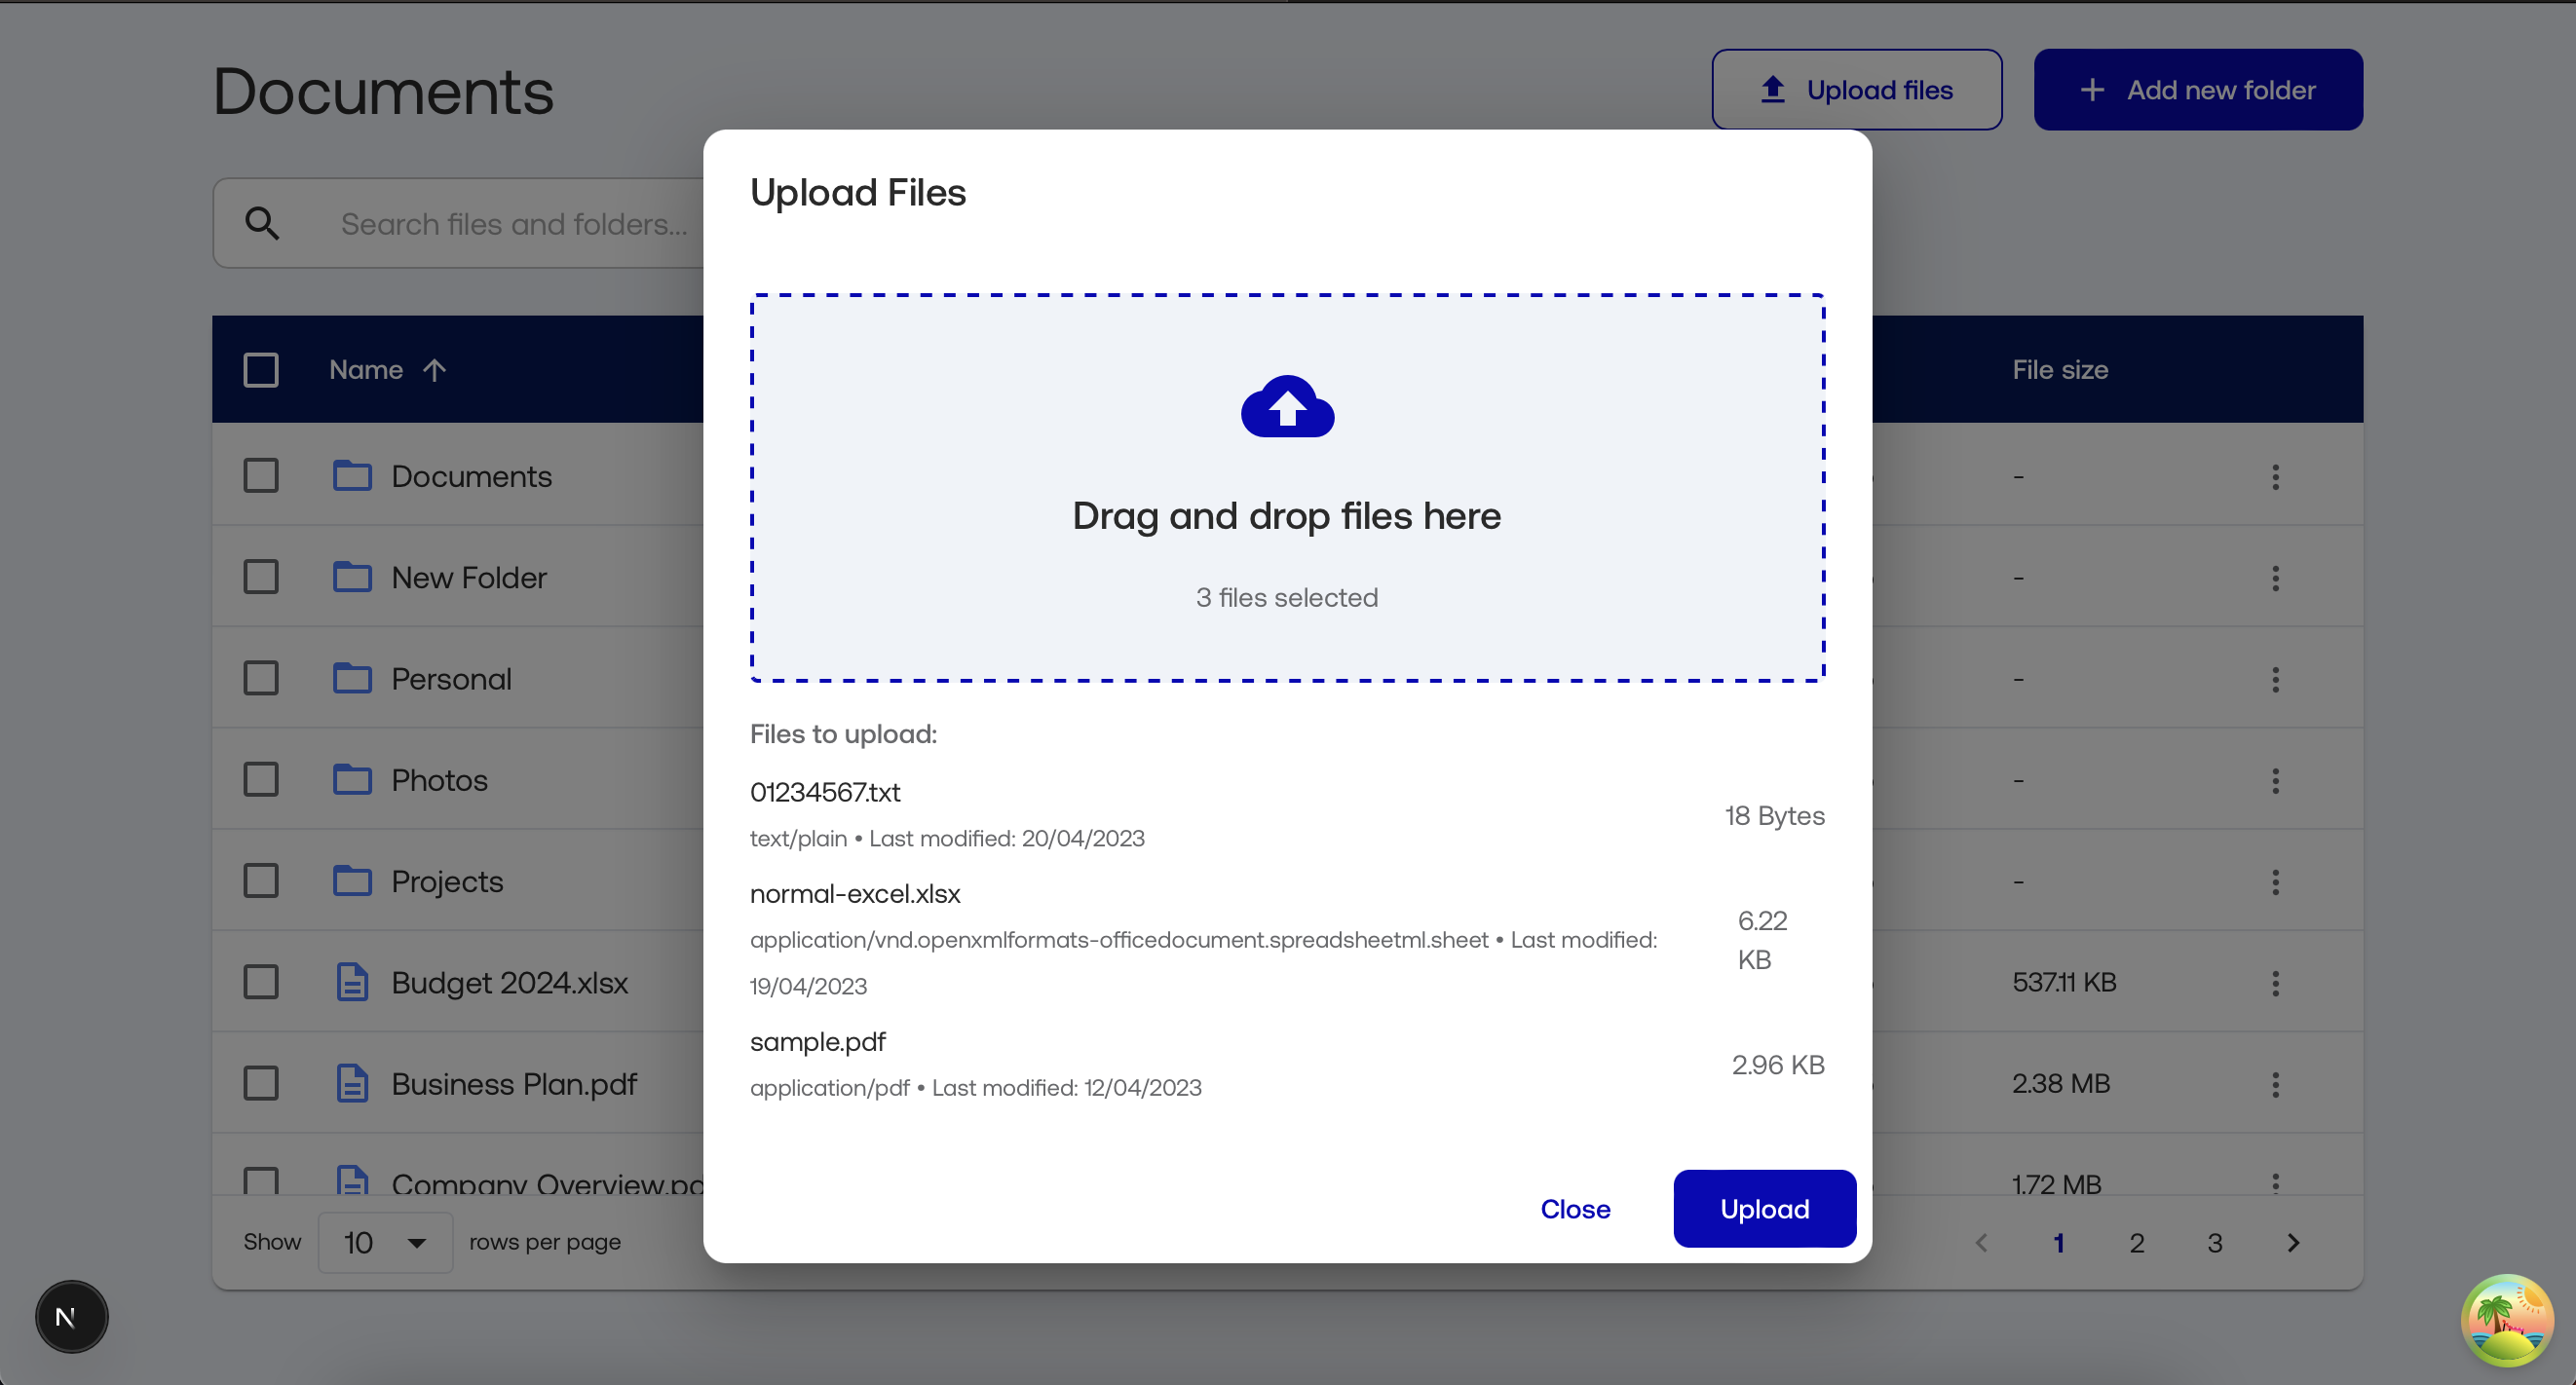 Documents
Upload files
Add new folder
Search files and folders...
Name
File size
Documents
-
New Folder
-
Personal
-
Photos
-
Projects
-
Budget 2024.xlsx
537.11 KB
Business Plan.pdf
2.38 MB
Company Overview.pd
1.72 MB
Show
10
rows per page
1
2
3
Upload Files
Drag and drop files here
3 files selected
Files to upload:
01234567.txt
text/plain • Last modified: 20/04/2023
18 Bytes
normal-excel.xlsx
application/vnd.openxmlformats-officedocument.spreadsheetml.sheet • Last modified:
19/04/2023
6.22
KB
sample.pdf
application/pdf • Last modified: 12/04/2023
2.96 KB
Close
Upload
N